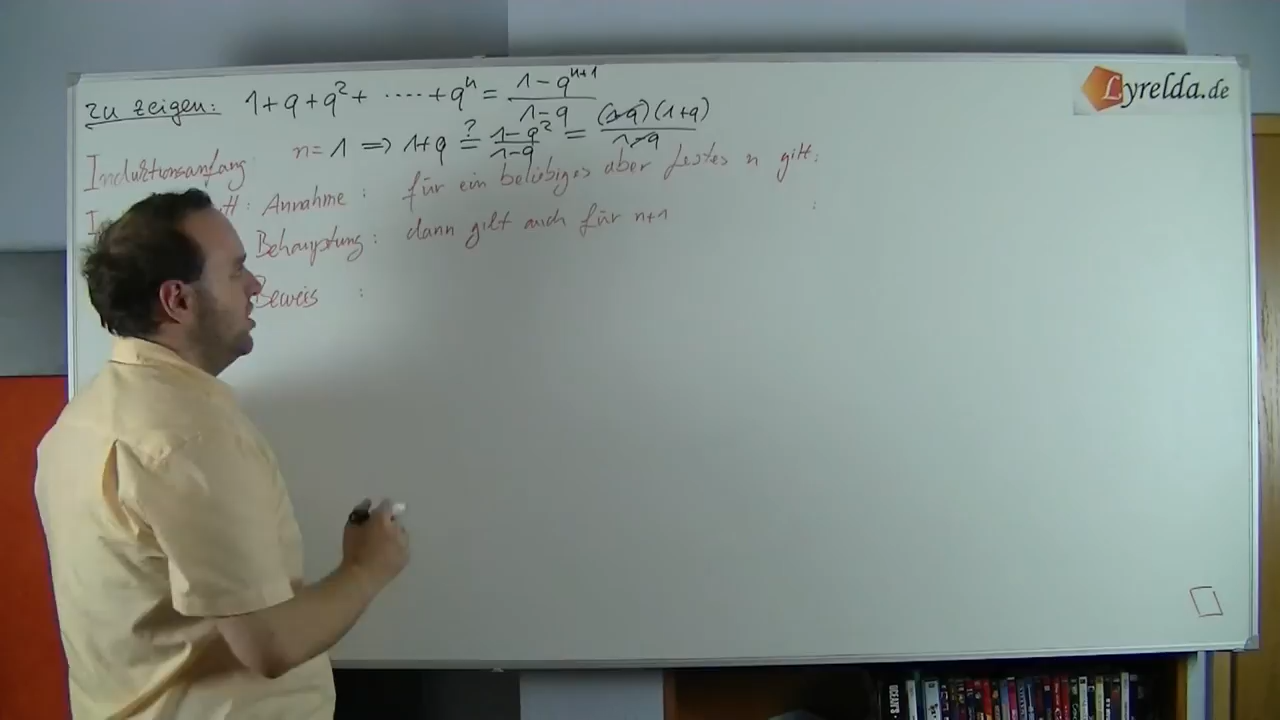 Zu zeigen: 1+q+q²+ ·····+qⁿ = (1-qⁿ⁺¹)/(1-q)
Induktionsanfang: n=1 ⇒ 1+q ≟ (1-q²)/(1-q) = (1-q)(1+q)/(1-q)
Annahme: für ein beliebiges aber festes n gilt:
Behauptung: dann gilt auch für n+1 :
Beweis :
Lyrelda.de